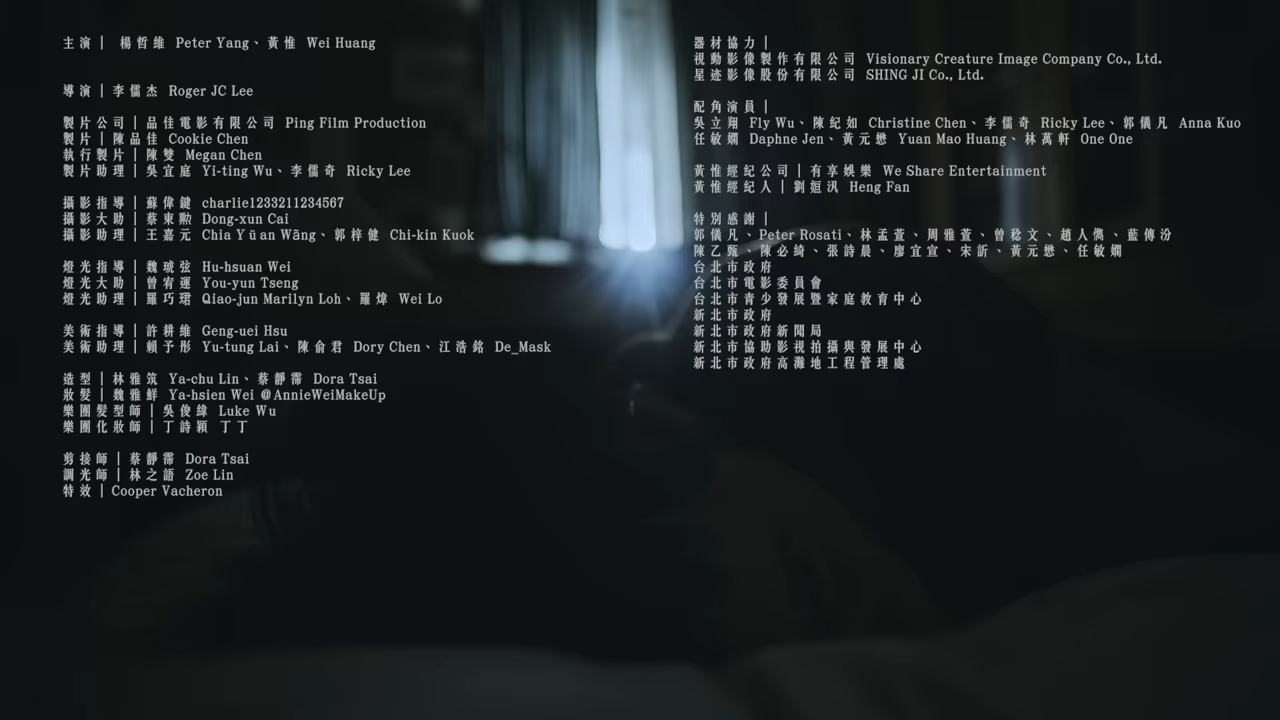 主演 | 楊哲維 Peter Yang、黃惟 Wei Huang
導演 | 李儒杰 Roger JC Lee
製片公司 | 品佳電影有限公司 Ping Film Production
製片 | 陳品佳 Cookie Chen
執行製片 | 陳雙 Megan Chen
製片助理 | 吳宜庭 Yi-ting Wu、李儒奇 Ricky Lee
攝影指導 | 蘇偉鍵 charlie1233211234567
攝影大助 | 蔡東勳 Dong-xun Cai
攝影助理 | 王嘉元 Chia Yüan Wāng、郭梓健 Chi-kin Kuok
燈光指導 | 魏琥弦 Hu-hsuan Wei
燈光大助 | 曾宥運 You-pun Tseng
燈光助理 | 羅巧珺 Qiao-jun Marilyn Loh、羅煒 Wei Lo
美術指導 | 許耕維 Geng-uei Hsu
美術助理 | 賴予彤 Yu-tung Lai、陳俞君 Dory Chen、江浩銘 De_Mask
造型 | 林雅筑 Ya-chu Lin、蔡靜霈 Dora Tsai
妝髮 | 魏雅鮮 Ya-hsien Wei @AnnieWeiMakeUp
樂團髮型師 | 吳俊緯 Luke Wu
樂團化妝師 | 丁詩穎 丁丁
剪接師 | 蔡靜霈 Dora Tsai
調光師 | 林之語 Zoe Lin
特效 | Cooper Vacheron
器材協力 |
視動影像製作有限公司 Visionary Creature Image Company Co., Ltd.
星迹影像股份有限公司 SHING JI Co., Ltd.
配角演員 |
吳立翔 Fly Wu、陳紀如 Christine Chen、李儒奇 Ricky Lee、郭儀凡 Anna Kuo
任敏嫻 Daphne Jen、黃元懋 Yuan Mao Huang、林萬軒 One One
黃惟經紀公司 | 有享娛樂 We Share Entertainment
黃惟經紀人 | 劉姮汎 Heng Fan
特別感謝 |
郭儀凡、Peter Rosati、林孟萱、周雅萱、曾稔文、趙人儁、藍傳汾
陳乙甄、陳必綺、張詩晨、廖宜宣、宋訢、黃元懋、任敏嫻
台北市政府
台北市電影委員會
台北市青少發展暨家庭教育中心
新北市政府
新北市政府新聞局
新北市協助影視拍攝與發展中心
新北市政府高灘地工程管理處